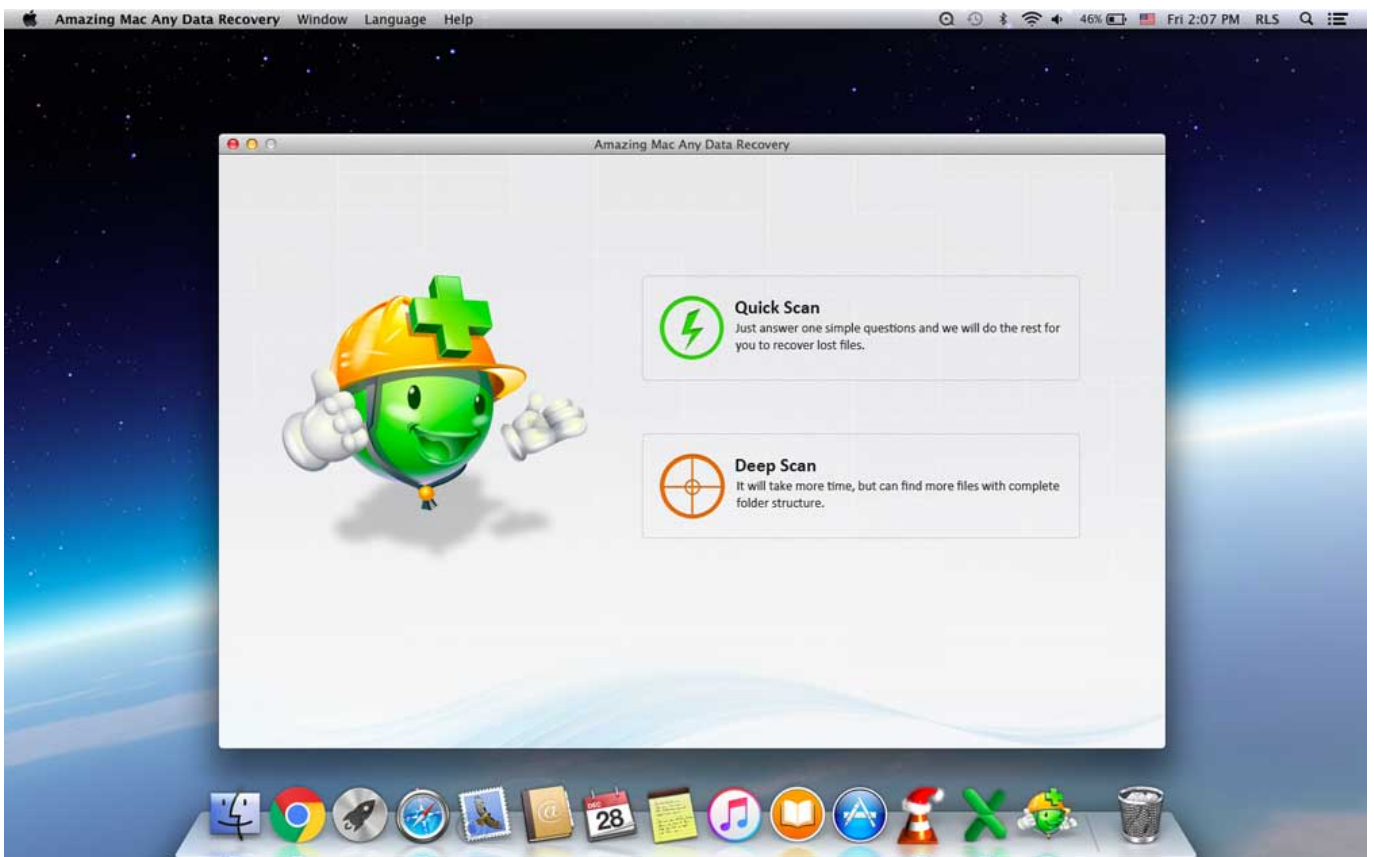 Amazing Mac Any Data Recovery Window Language Help 46% Fri 2:07 PM RLS
Amazing Mac Any Data Recovery
Quick Scan
Just answer one simple questions and we will do the rest for
you to recover lost files.
Deep Scan
It will take more time, but can find more files with complete
folder structure.
DEC
28